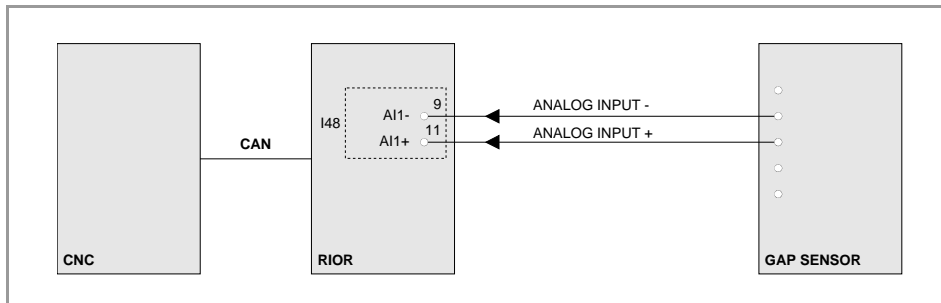 9
AI1-
ANALOG INPUT -
I48
11
AI1+
ANALOG INPUT +
CAN
CNC
RIOR
GAP SENSOR